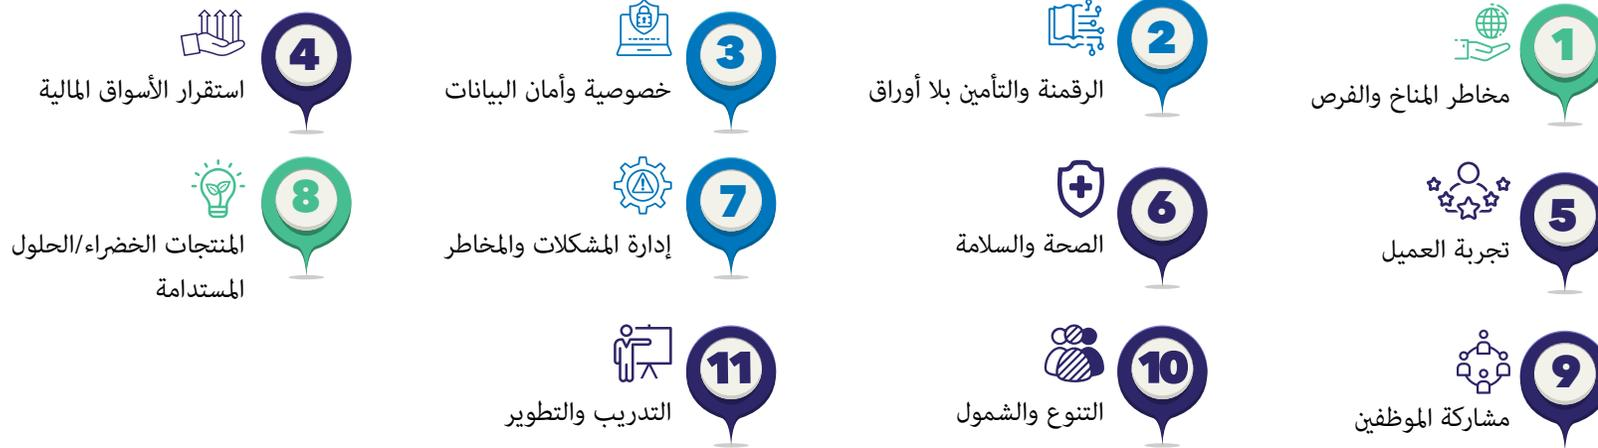 1
مخاطر المناخ والفرص
2
الرقمنة والتأمين بلا أوراق
3
خصوصية وأمان البيانات
4
استقرار الأسواق المالية
5
تجربة العميل
6
الصحة والسلامة
7
إدارة المشكلات والمخاطر
8
المنتجات الخضراء/الحلول
المستدامة
9
مشاركة الموظفين
10
التنوع والشمول
11
التدريب والتطوير